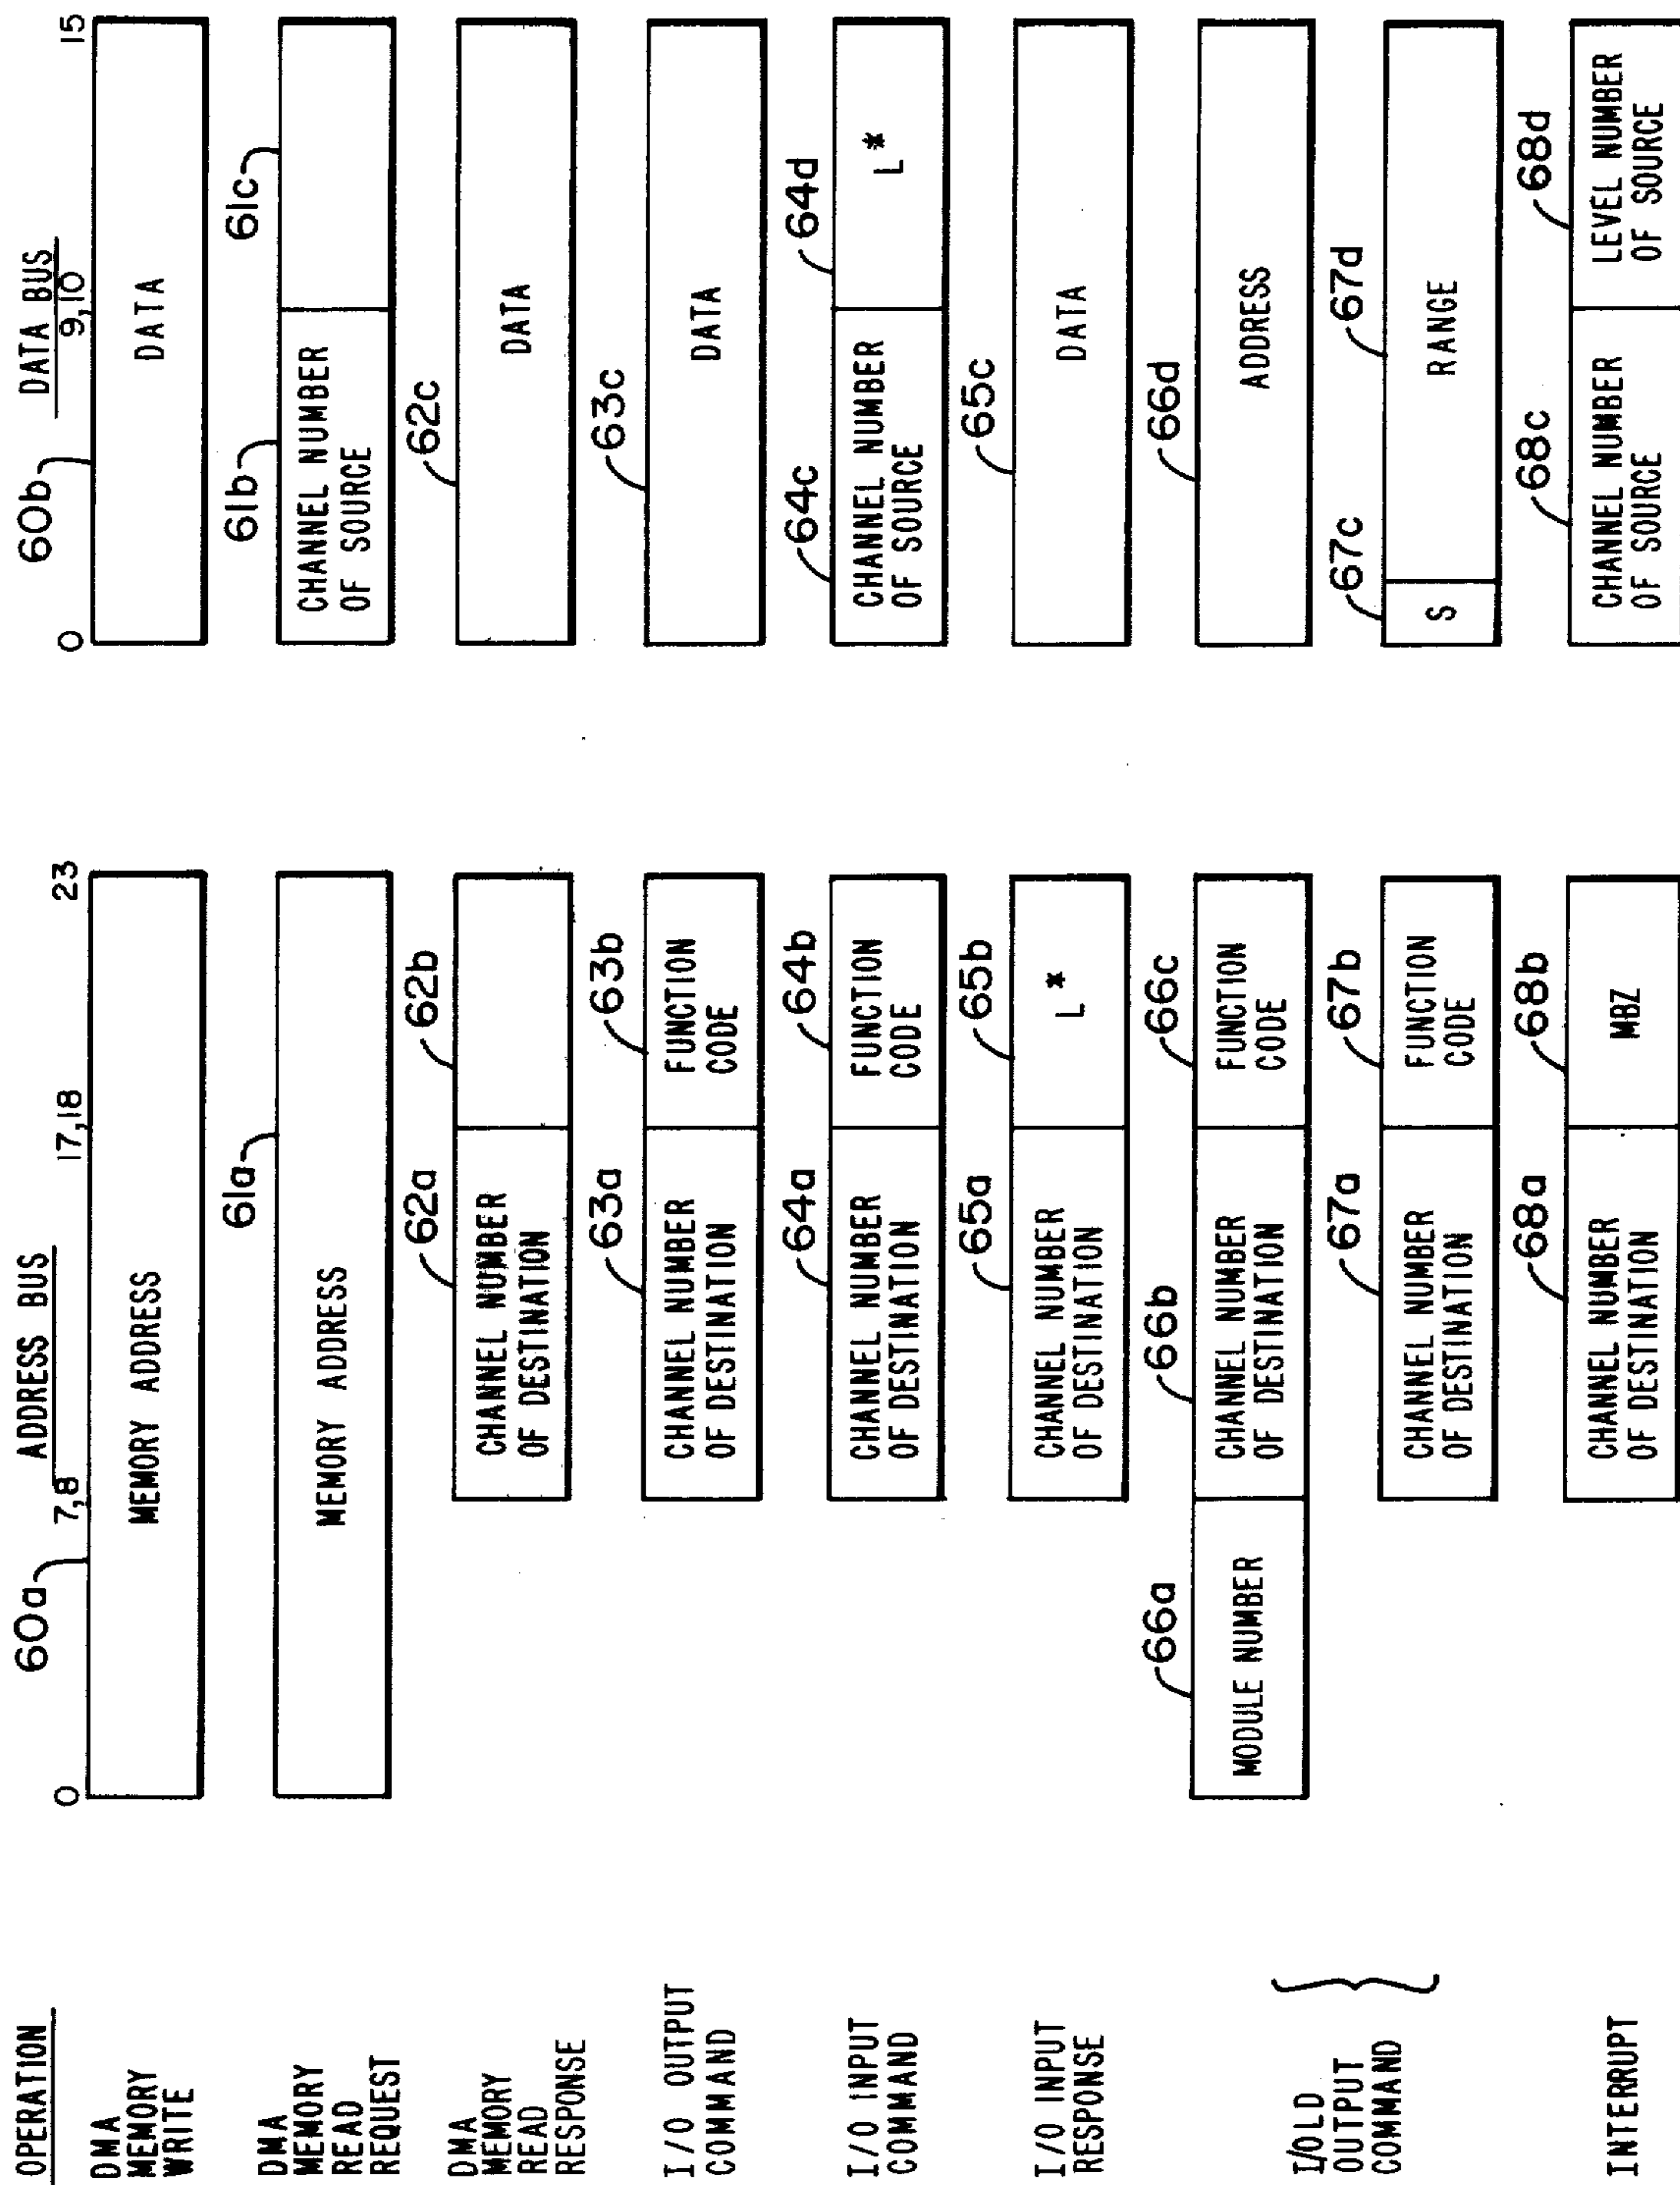 OPERATION
ADDRESS BUS
DATA BUS
0
7,8
17,18
23
0
9,10
15
60a
60b
DMA
MEMORY
WRITE
MEMORY ADDRESS
DATA
61a
61b
61c
DMA
MEMORY
READ
REQUEST
MEMORY ADDRESS
CHANNEL NUMBER
OF SOURCE
62a
62b
62c
DMA
MEMORY
READ
RESPONSE
CHANNEL NUMBER
OF DESTINATION
DATA
63a
63b
63c
I/O OUTPUT
COMMAND
CHANNEL NUMBER
OF DESTINATION
FUNCTION
CODE
DATA
64a
64b
64c
64d
I/O INPUT
COMMAND
CHANNEL NUMBER
OF DESTINATION
FUNCTION
CODE
CHANNEL NUMBER
OF SOURCE
L*
65a
65b
65c
I/O INPUT
RESPONSE
CHANNEL NUMBER
OF DESTINATION
L*
DATA
66a
66b
66c
66d
I/OLD
OUTPUT
COMMAND
MODULE NUMBER
CHANNEL NUMBER
OF DESTINATION
FUNCTION
CODE
ADDRESS
67a
67b
67c
67d
CHANNEL NUMBER
OF DESTINATION
FUNCTION
CODE
S
RANGE
68a
68b
68c
68d
INTERRUPT
CHANNEL NUMBER
OF DESTINATION
MBZ
CHANNEL NUMBER
OF SOURCE
LEVEL NUMBER
OF SOURCE